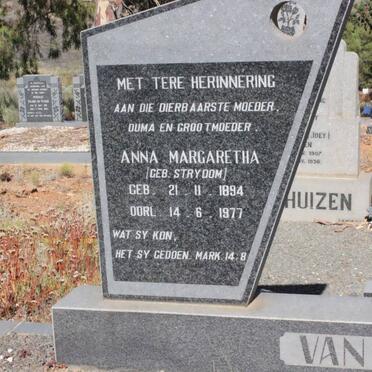 MET TERE HERINNERING
AAN DIE DIERBAARSTE MOEDER,
OUMA EN GROOTMOEDER.
ANNA MARGARETHA
(GEB. STRYDOM)
GEB. 21 11 1894
OORL. 14 6 1977
WAT SY KON,
HET SY GEDOEN. MARK. 14.8
HUIZEN
VAN